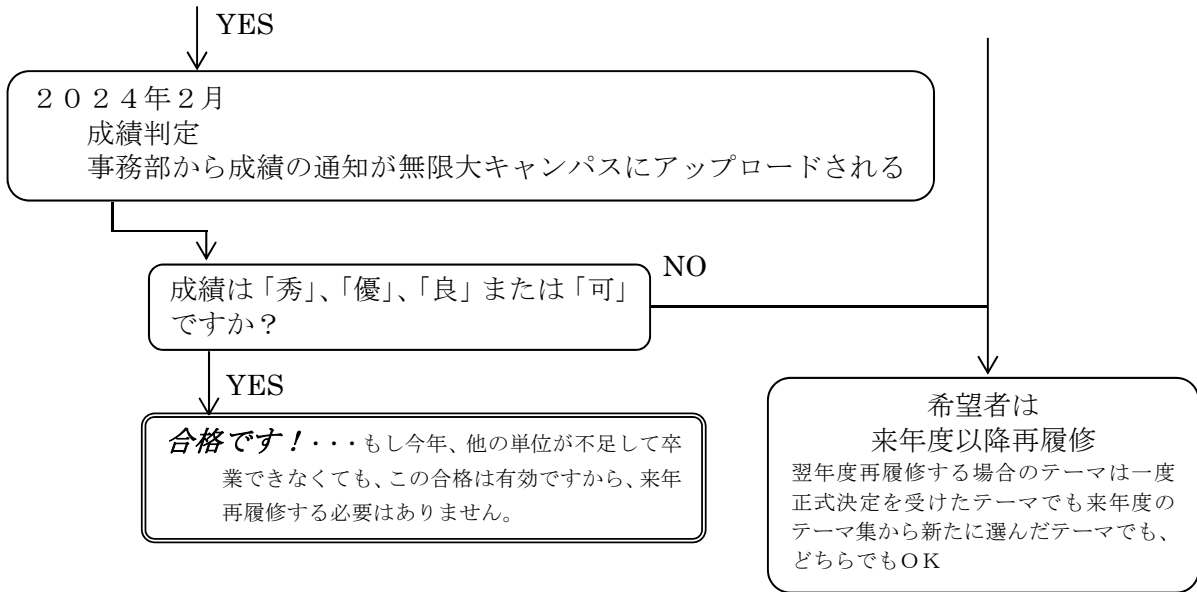 YES
２０２４年２月
成績判定
事務部から成績の通知が無限大キャンパスにアップロードされる
成績は「秀」、「優」、「良」または「可」
ですか？
NO
YES
合格です！・・・もし今年、他の単位が不足して卒
業できなくても、この合格は有効ですから、来年
再履修する必要はありません。
希望者は
来年度以降再履修
翌年度再履修する場合のテーマは一度
正式決定を受けたテーマでも来年度の
テーマ集から新たに選んだテーマでも、
どちらでもＯＫ